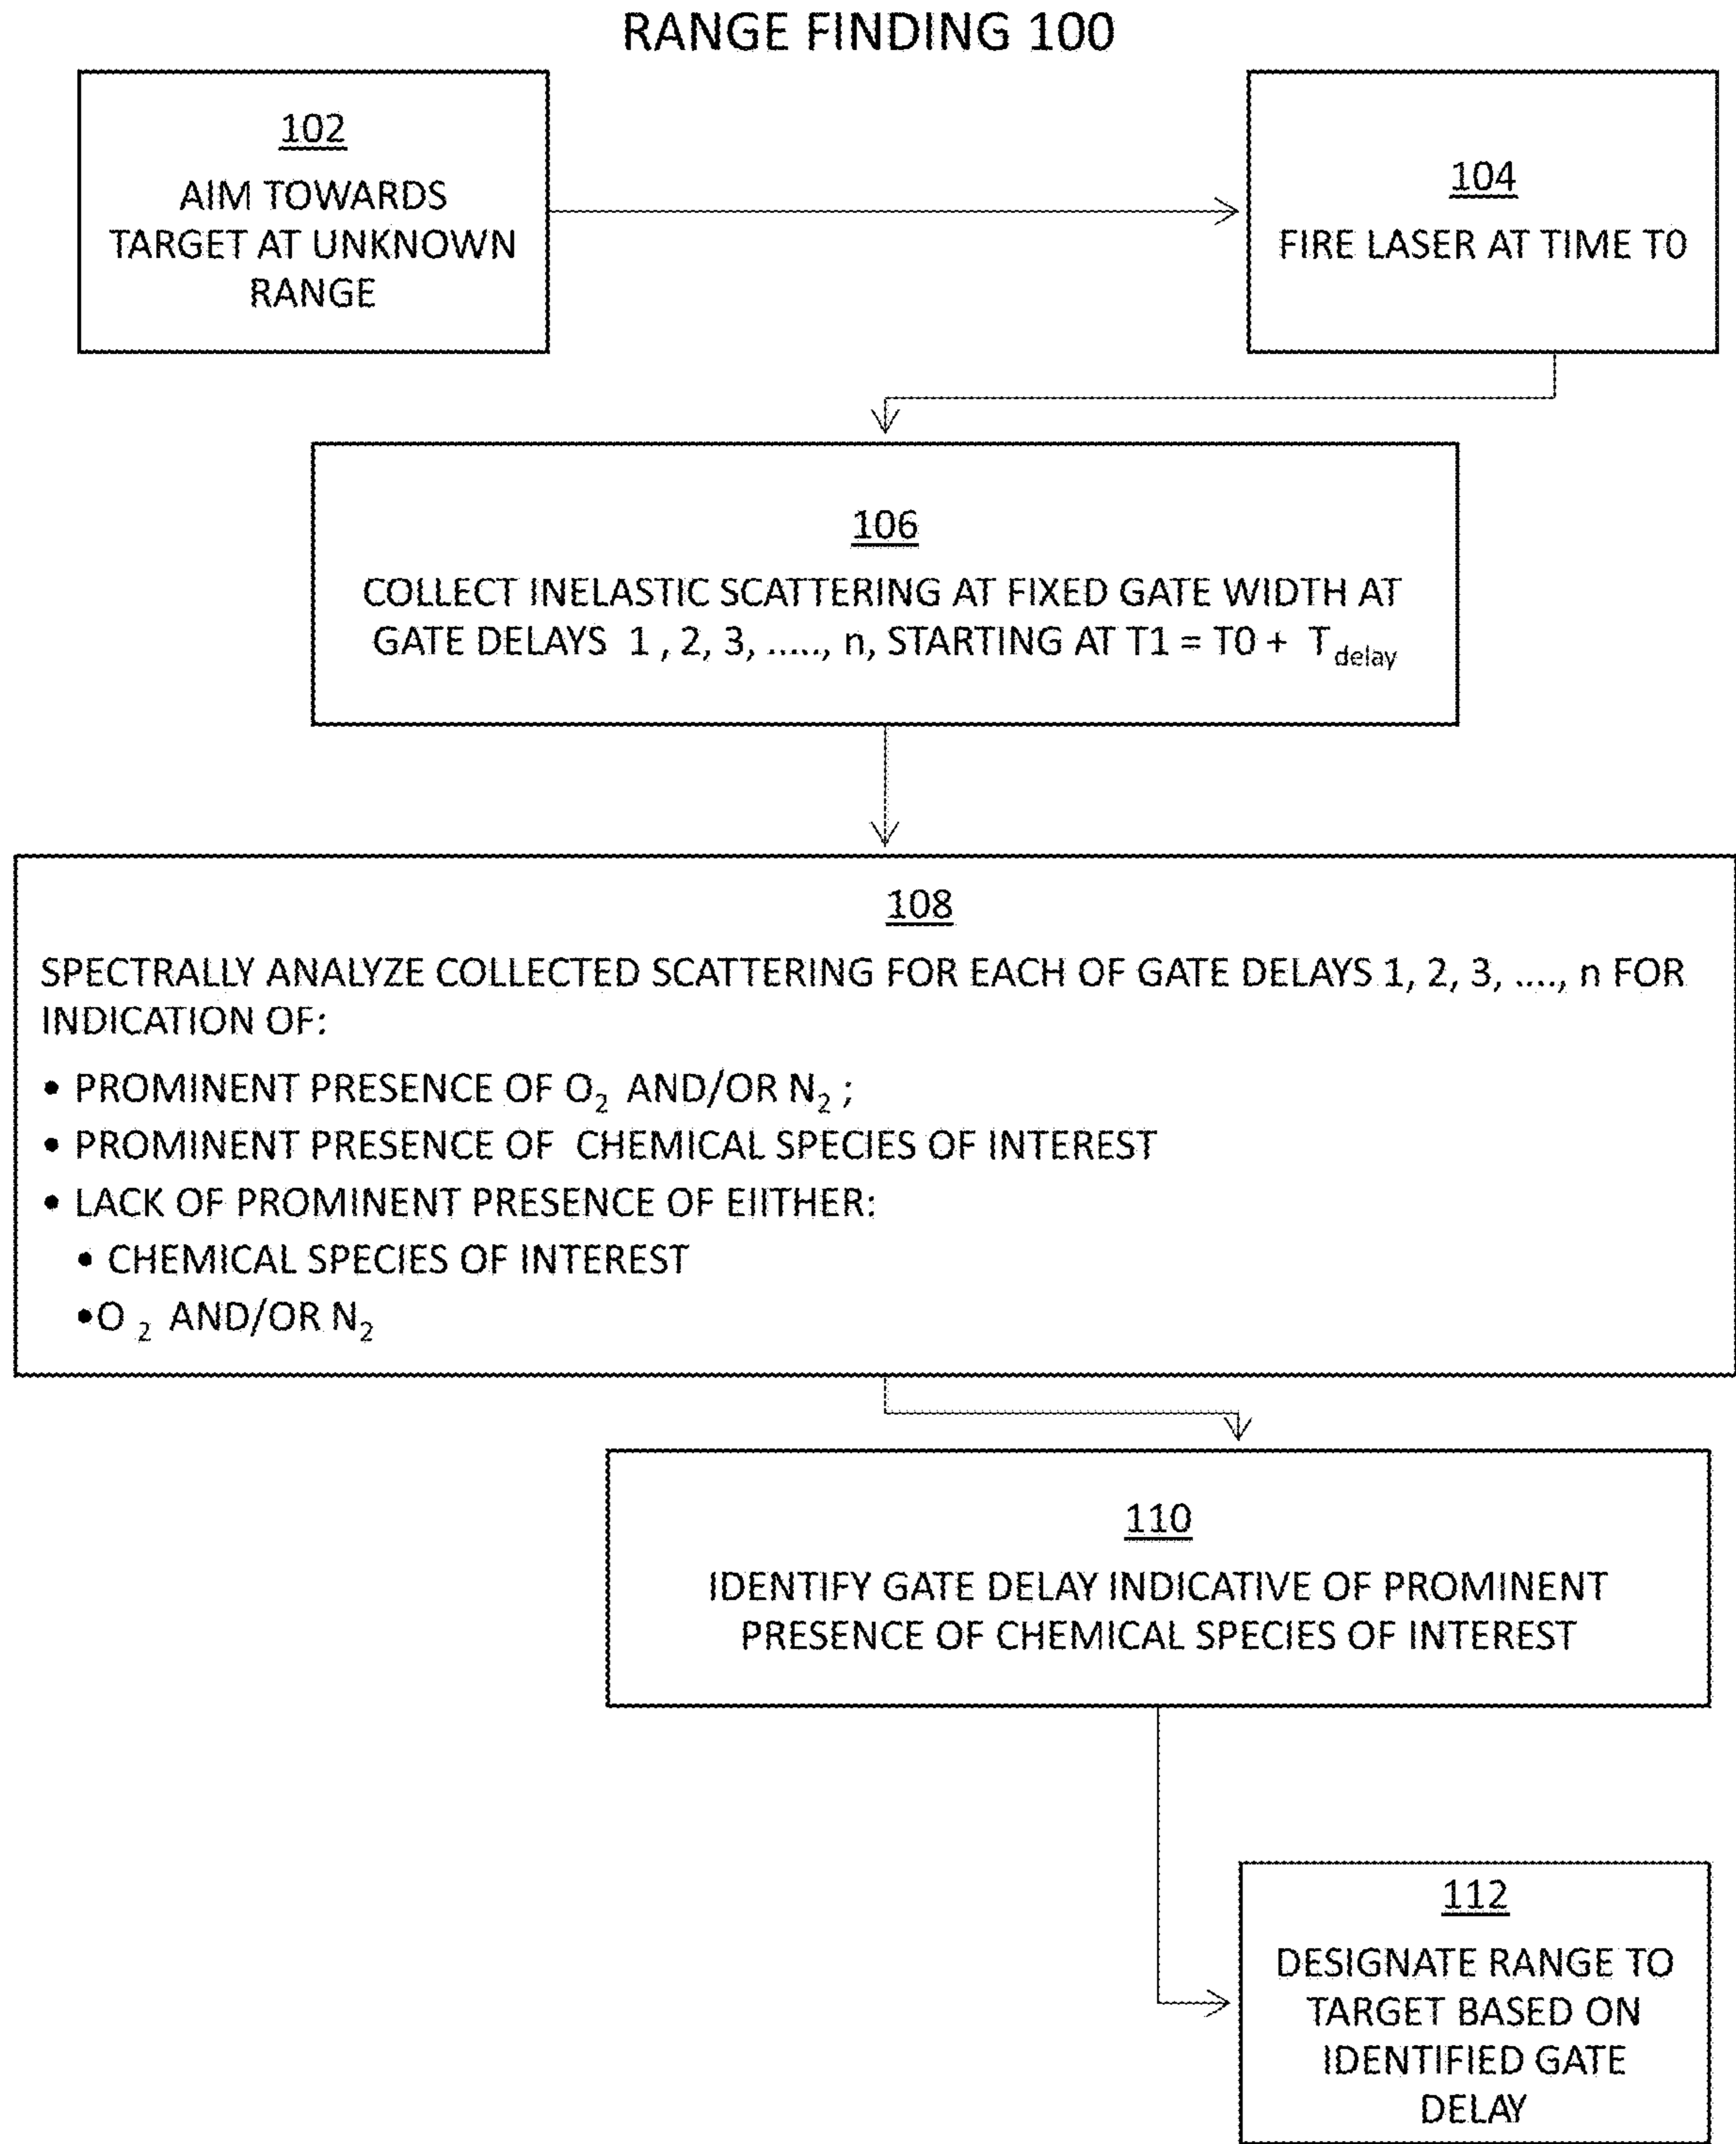 RANGE FINDING 100
102
AIM TOWARDS
TARGET AT UNKNOWN
RANGE
104
FIRE LASER AT TIME T0
106
COLLECT INELASTIC SCATTERING AT FIXED GATE WIDTH AT
GATE DELAYS 1 , 2, 3, ....., n, STARTING AT T1 = T0 + T delay
108
SPECTRALLY ANALYZE COLLECTED SCATTERING FOR EACH OF GATE DELAYS 1, 2, 3, ...., n FOR
INDICATION OF:
• PROMINENT PRESENCE OF O₂ AND/OR N₂ ;
• PROMINENT PRESENCE OF CHEMICAL SPECIES OF INTEREST
• LACK OF PROMINENT PRESENCE OF EIITHER:
• CHEMICAL SPECIES OF INTEREST
•O ₂ AND/OR N₂
110
IDENTIFY GATE DELAY INDICATIVE OF PROMINENT
PRESENCE OF CHEMICAL SPECIES OF INTEREST
112
DESIGNATE RANGE TO
TARGET BASED ON
IDENTIFIED GATE
DELAY